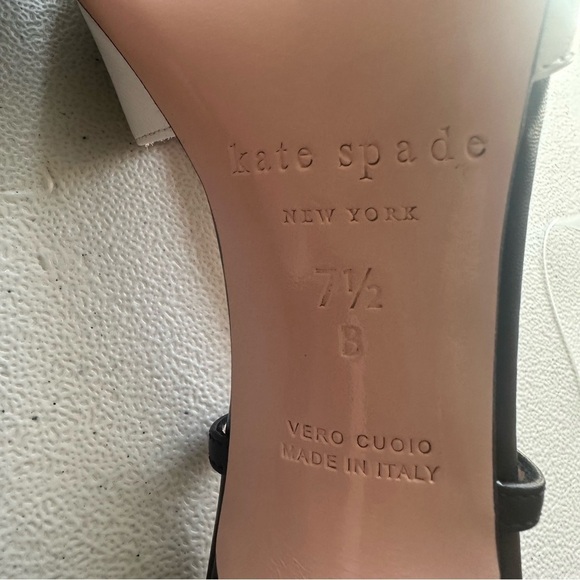 kate spade
NEW YORK
7½
B
VERO CUOIO
MADE IN ITALY